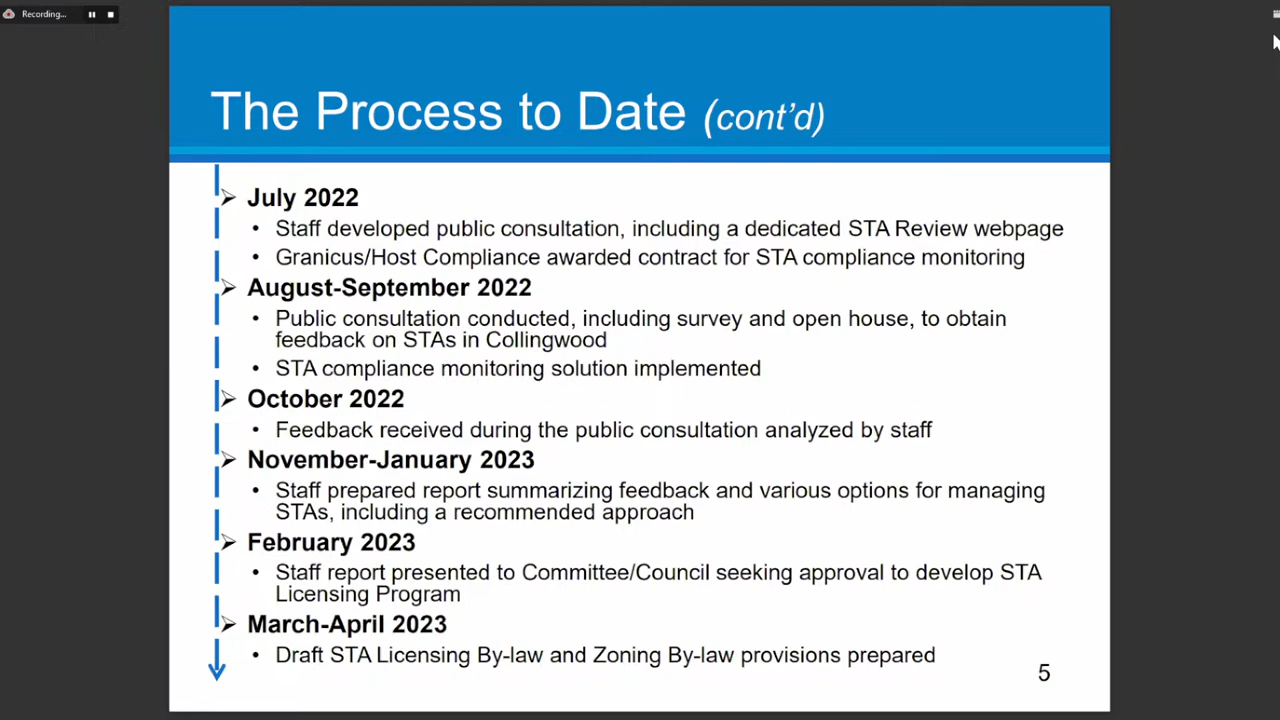 Recording...
The Process to Date (cont'd)
July 2022
• Staff developed public consultation, including a dedicated STA Review webpage
• Granicus/Host Compliance awarded contract for STA compliance monitoring
August-September 2022
• Public consultation conducted, including survey and open house, to obtain
feedback on STAs in Collingwood
• STA compliance monitoring solution implemented
October 2022
• Feedback received during the public consultation analyzed by staff
November-January 2023
• Staff prepared report summarizing feedback and various options for managing
STAs, including a recommended approach
February 2023
• Staff report presented to Committee/Council seeking approval to develop STA
Licensing Program
March-April 2023
• Draft STA Licensing By-law and Zoning By-law provisions prepared
5